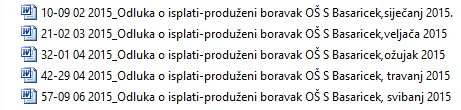 10-09 02 2015_Odluka o isplati-produženi boravak OŠ S Basaricek,siječanj 2015.
21-02 03 2015_Odluka o isplati-produženi boravak OŠ S Basaricek,veljača 2015
32-01 04 2015_Odluka o isplati-produženi boravak OŠ S Basaricek,ožujak 2015
42-29 04 2015_Odluka o isplati-produženi boravak OŠ S Basaricek, travanj 2015
57-09 06 2015_Odluka o isplati-produženi boravak OŠ S Basaricek, svibanj 2015